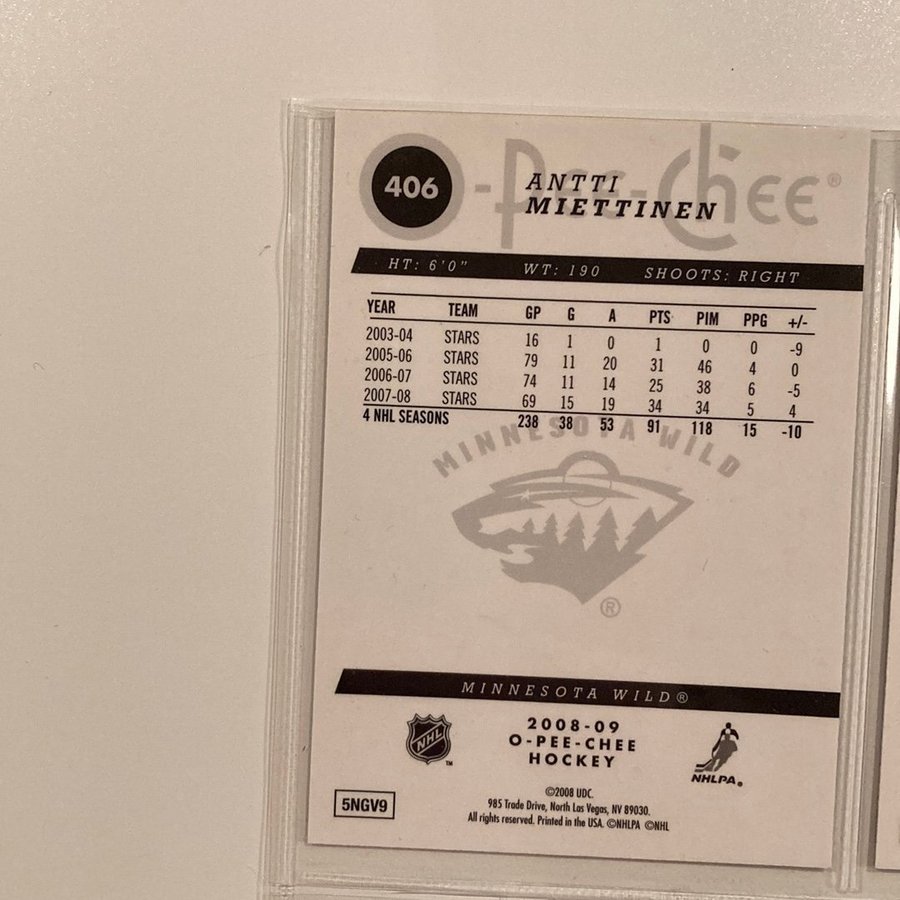 406
O-Pee-Chee®
ANTTI
MIETTINEN
HT: 6'0" WT: 190 SHOOTS: RIGHT
YEAR TEAM GP G A PTS PIM PPG +/-
2003-04 STARS 16 1 0 1 0 0 -9
2005-06 STARS 79 11 20 31 46 4 0
2006-07 STARS 74 11 14 25 38 6 -5
2007-08 STARS 69 15 19 34 34 5 4
4 NHL SEASONS 238 38 53 91 118 15 -10
MINNESOTA WILD
®
MINNESOTA WILD®
NHL
TM
2008-09
O-PEE-CHEE
HOCKEY
NHLPA®
5NGV9
©2008 UDC.
985 Trade Drive, North Las Vegas, NV 89030.
All rights reserved. Printed in the USA. ©NHLPA ©NHL